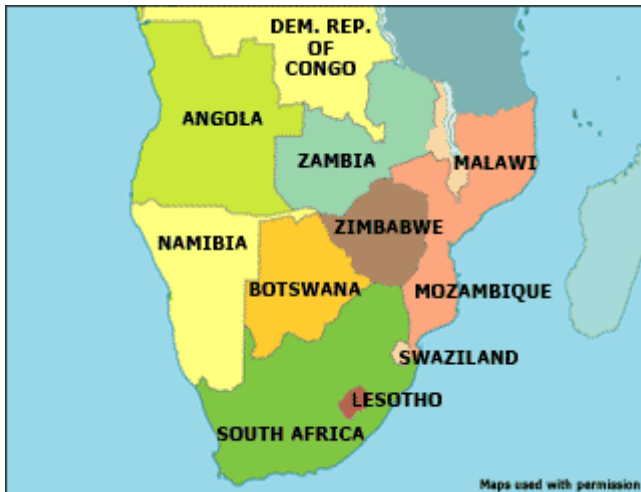 DEM. REP.
OF
CONGO
ANGOLA
ZAMBIA
MALAWI
ZIMBABWE
NAMIBIA
BOTSWANA
MOZAMBIQUE
SWAZILAND
LESOTHO
SOUTH AFRICA
Maps used with permission